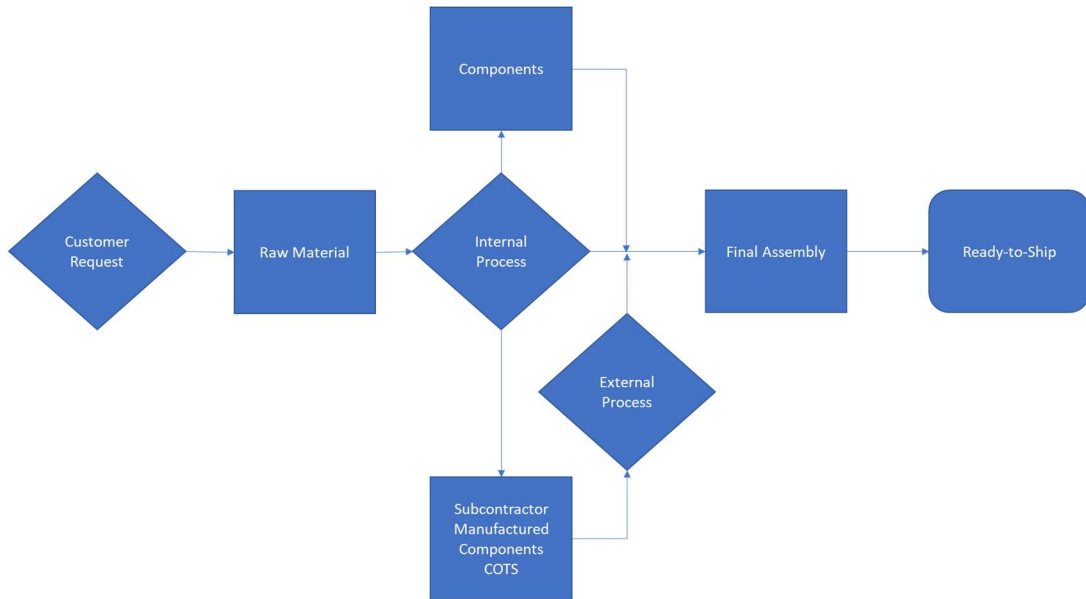 Components
Customer
Request
Raw Material
Internal
Process
Final Assembly
Ready-to-Ship
External
Process
Subcontractor
Manufactured
Components
COTS